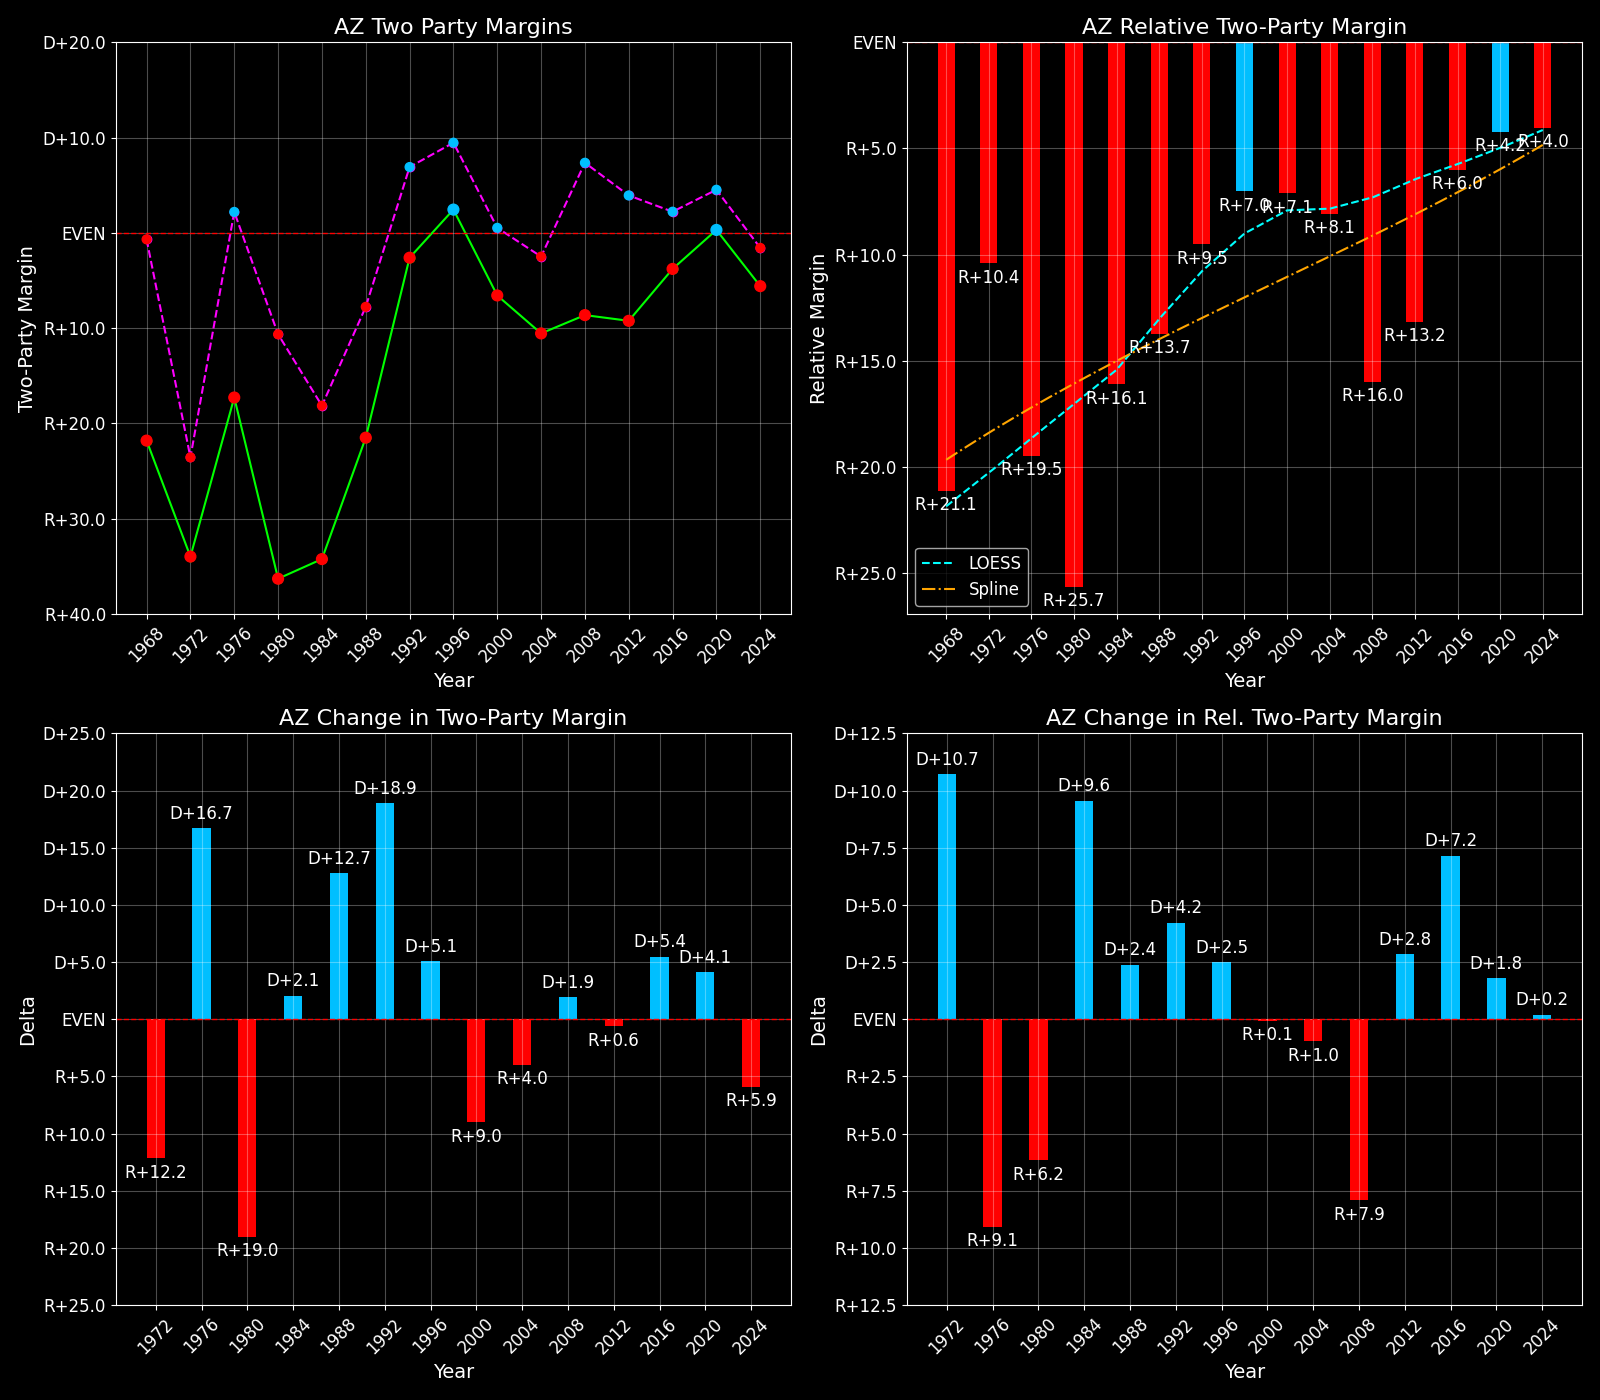 AZ Two Party Margins
D+20.0
D+10.0
EVEN
R+10.0
R+20.0
R+30.0
R+40.0
Two-Party Margin
1968 1972 1976 1980 1984 1988 1992 1996 2000 2004 2008 2012 2016 2020 2024
Year
AZ Relative Two-Party Margin
EVEN
R+5.0
R+10.0
R+15.0
R+20.0
R+25.0
Relative Margin
R+21.1
R+10.4
R+19.5
R+25.7
R+16.1
R+13.7
R+9.5
R+7.0
R+7.1
R+8.1
R+16.0
R+13.2
R+6.0
R+4.2
R+4.0
LOESS
Spline
1968 1972 1976 1980 1984 1988 1992 1996 2000 2004 2008 2012 2016 2020 2024
Year
AZ Change in Two-Party Margin
D+25.0
D+20.0
D+15.0
D+10.0
D+5.0
EVEN
R+5.0
R+10.0
R+15.0
R+20.0
R+25.0
Delta
R+12.2
D+16.7
R+19.0
D+2.1
D+12.7
D+18.9
D+5.1
R+9.0
R+4.0
D+1.9
R+0.6
D+5.4
D+4.1
R+5.9
1972 1976 1980 1984 1988 1992 1996 2000 2004 2008 2012 2016 2020 2024
Year
AZ Change in Rel. Two-Party Margin
D+12.5
D+10.0
D+7.5
D+5.0
D+2.5
EVEN
R+2.5
R+5.0
R+7.5
R+10.0
R+12.5
Delta
D+10.7
R+9.1
R+6.2
D+9.6
D+2.4
D+4.2
D+2.5
R+0.1
R+1.0
R+7.9
D+2.8
D+7.2
D+1.8
D+0.2
1972 1976 1980 1984 1988 1992 1996 2000 2004 2008 2012 2016 2020 2024
Year